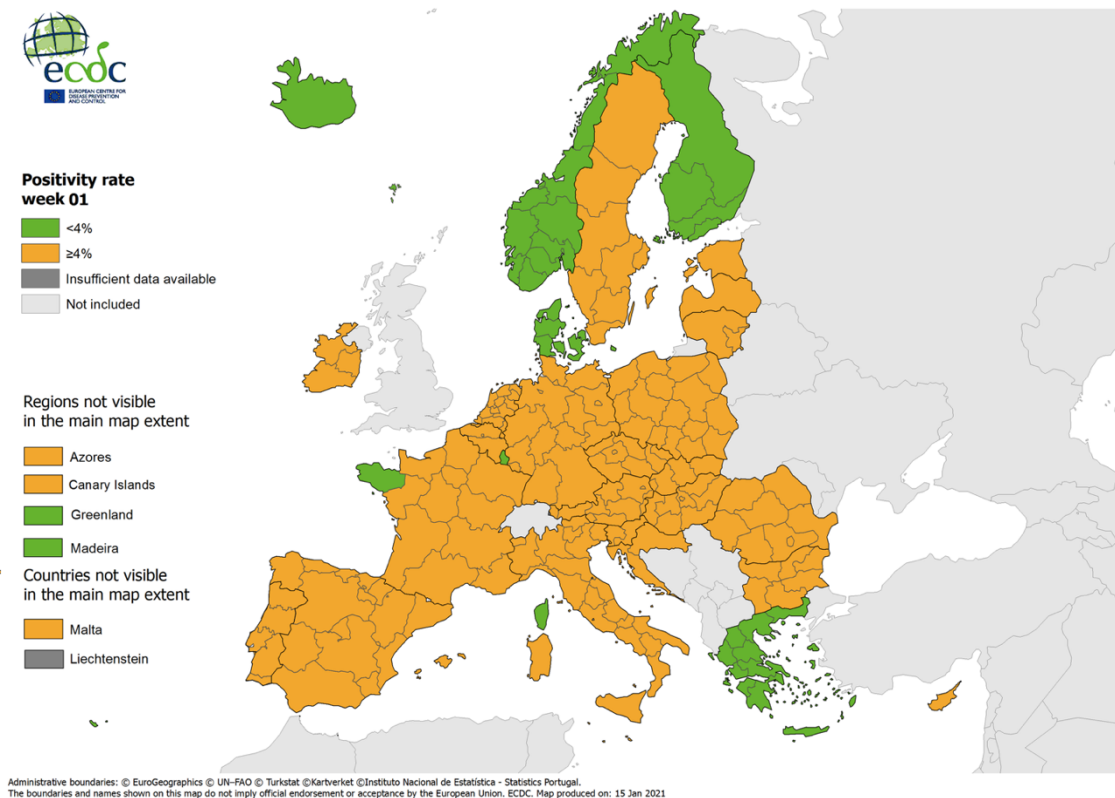 ecdc
EUROPEAN CENTRE FOR
DISEASE PREVENTION
AND CONTROL
Positivity rate
week 01
<4%
≥4%
Insufficient data available
Not included
Regions not visible
in the main map extent
Azores
Canary Islands
Greenland
Madeira
Countries not visible
in the main map extent
Malta
Liechtenstein
Administrative boundaries: © EuroGeographics © UN–FAO © Turkstat ©Kartverket ©Instituto Nacional de Estatística - Statistics Portugal.
The boundaries and names shown on this map do not imply official endorsement or acceptance by the European Union. ECDC. Map produced on: 15 Jan 2021